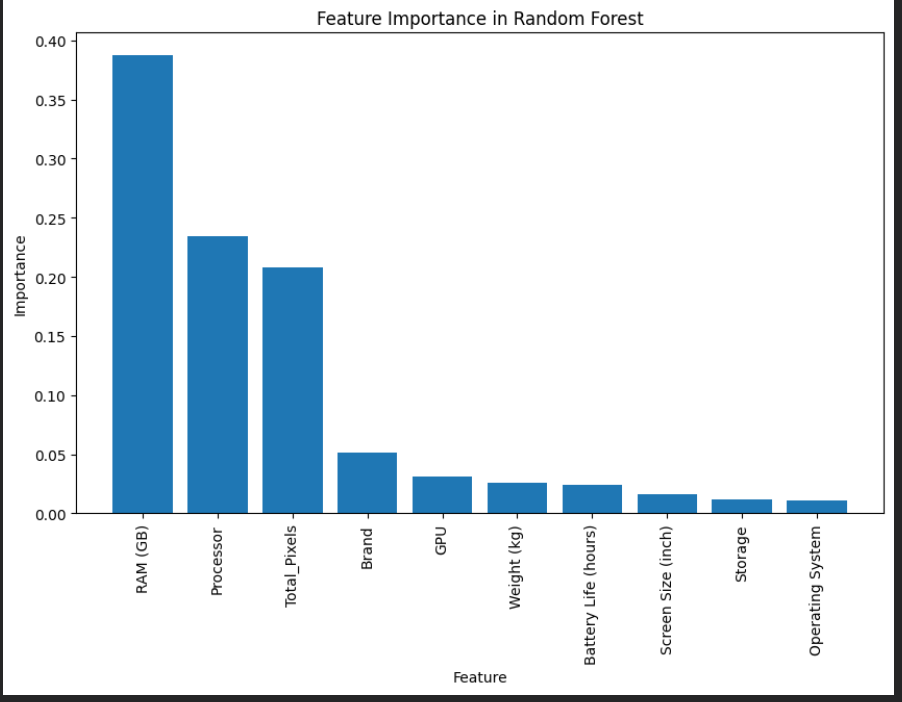 Feature Importance in Random Forest
Importance
0.40
0.35
0.30
0.25
0.20
0.15
0.10
0.05
0.00
RAM (GB)
Processor
Total_Pixels
Brand
GPU
Weight (kg)
Battery Life (hours)
Screen Size (inch)
Storage
Operating System
Feature